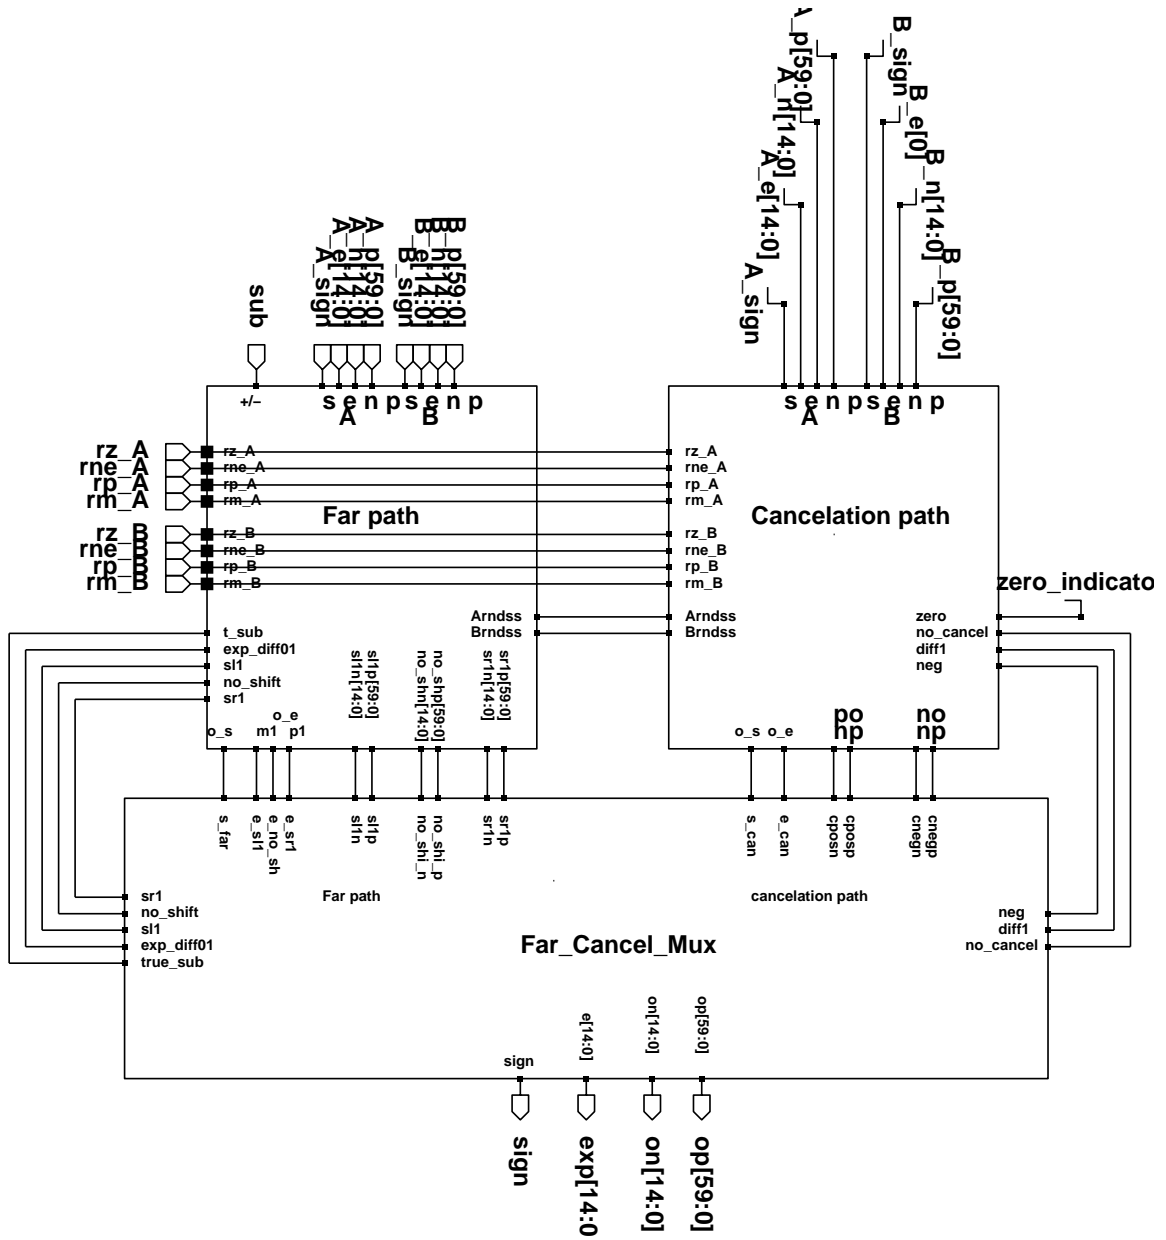 A_p[59:0]
A_n[14:0]
A_e[14:0]
A_sign
B_sign
B_e[0]
B_n[14:0]
B_p[59:0]
sub
A_sign
A_e[14:0]
A_n[14:0]
A_p[59:0]
B_sign
B_e[14:0]
B_n[14:0]
B_p[59:0]
+/–
s e n p s e n p
A B
s e n p s e n p
A B
rz_A
rne_A
rp_A
rm_A
rz_B
rne_B
rp_B
rm_B
rz_A
rne_A
rp_A
rm_A
Far path
rz_B
rne_B
rp_B
rm_B
Arndss
Brndss
t_sub
exp_diff01
sl1
no_shift
sr1
sl1n[14:0]
sl1p[59:0]
no_shn[14:0]
no_shp[59:0]
sr1n[14:0]
sr1p[59:0]
o_s
m1
o_e
p1
rz_A
rne_A
rp_A
rm_A
Cancelation path
rz_B
rne_B
rp_B
rm_B
Arndss
Brndss
zero_indicato
zero
no_cancel
diff1
neg
o_s o_e
po
np
no
np
s_far
e_sl1
e_no_sh
e_sr1
sl1n
sl1p
no_shi_n
no_shi_p
sr1n
sr1p
s_can
e_can
cposn
cposp
cnegn
cnegp
Far path
cancelation path
sr1
no_shift
sl1
exp_diff01
true_sub
Far_Cancel_Mux
neg
diff1
no_cancel
sign
e[14:0]
on[14:0]
op[59:0]
sign
exp[14:0
on[14:0]
op[59:0]